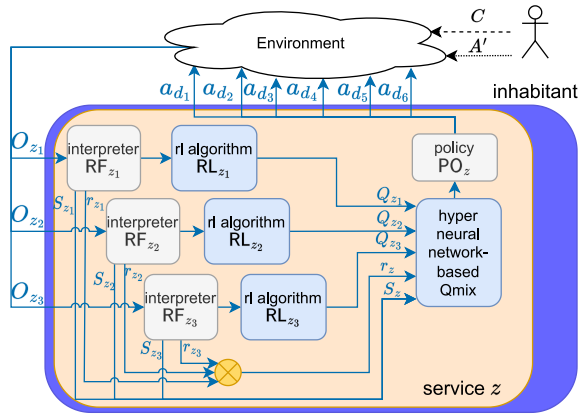 C
Environment
A′
a_{d_1} a_{d_2} a_{d_3} a_{d_4} a_{d_5} a_{d_6}
inhabitant
O_{z_1}
interpreter
RF_{z_1}
rl algorithm
RL_{z_1}
policy
PO_z
S_{z_1} r_{z_1}
Q_{z_1}
O_{z_2}
interpreter
RF_{z_2}
rl algorithm
RL_{z_2}
Q_{z_2}
Q_{z_3}
hyper
neural
network-
based
Qmix
S_{z_2} r_{z_2}
r_z
S_z
O_{z_3}
interpreter
RF_{z_3}
rl algorithm
RL_{z_3}
S_{z_3} r_{z_3}
service z